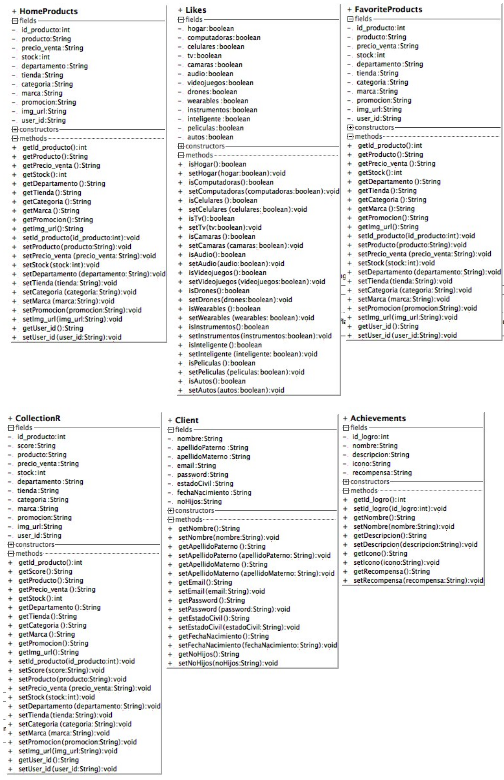 + HomeProducts
fields
- id_producto:int
- producto:String
- precio_venta :String
- stock:int
- departamento :String
- tienda:String
- categoria:String
- marca:String
- promocion:String
- img_url:String
- user_id:String
constructors
methods
+ getId_producto():int
+ getProducto():String
+ getPrecio_venta ():String
+ getStock():int
+ getDepartamento ():String
+ getTienda():String
+ getCategoria ():String
+ getMarca ():String
+ getPromocion():String
+ getImg_url():String
+ setId_producto(id_producto:int):void
+ setProducto(producto:String):void
+ setPrecio_venta (precio_venta :String):void
+ setStock(stock:int):void
+ setDepartamento (departamento:String):void
+ setTienda(tienda:String):void
+ setCategoria (categoria:String):void
+ setMarca (marca:String):void
+ setPromocion(promocion:String):void
+ setImg_url(img_url:String):void
+ getUser_id ():String
+ setUser_id (user_id:String):void
+ Likes
fields
- hogar:boolean
- computadoras:boolean
- celulares :boolean
- tv:boolean
- camaras:boolean
- audio:boolean
- videojuegos:boolean
- drones:boolean
- wearables :boolean
- instrumentos:boolean
- inteligente :boolean
- peliculas :boolean
- autos:boolean
constructors
methods
+ isHogar():boolean
+ setHogar(hogar:boolean):void
+ isComputadoras():boolean
+ setComputadoras(computadoras:boolean):void
+ isCelulares ():boolean
+ setCelulares (celulares:boolean):void
+ isTv():boolean
+ setTv(tv:boolean):void
+ isCamaras ():boolean
+ setCamaras (camaras:boolean):void
+ isAudio():boolean
+ setAudio(audio:boolean):void
+ isVideojuegos():boolean
+ setVideojuegos(videojuegos:boolean):void
+ isDrones():boolean
+ setDrones(drones:boolean):void
+ isWearables ():boolean
+ setWearables (wearables:boolean):void
+ isInstrumentos():boolean
+ setInstrumentos(instrumentos:boolean):void
+ isInteligente ():boolean
+ setInteligente (inteligente:boolean):void
+ isPeliculas ():boolean
+ setPeliculas (peliculas:boolean):void
+ isAutos():boolean
+ setAutos(autos:boolean):void
+ FavoriteProducts
fields
- id_producto:int
- producto:String
- precio_venta :String
- stock:int
- departamento :String
- tienda:String
- categoria:String
- marca:String
- promocion:String
- img_url:String
- user_id:String
constructors
methods
+ getId_producto():int
+ getProducto():String
+ getPrecio_venta ():String
+ getStock():int
+ getDepartamento ():String
+ getTienda():String
+ getCategoria ():String
+ getMarca ():String
+ getPromocion():String
+ getImg_url():String
+ setId_producto(id_producto:int):void
+ setProducto(producto:String):void
+ setPrecio_venta (precio_venta :String):void
+ setStock(stock:int):void
+ setDepartamento (departamento:String):void
+ setTienda(tienda:String):void
+ setCategoria (categoria:String):void
+ setMarca (marca:String):void
+ setPromocion(promocion:String):void
+ setImg_url(img_url:String):void
+ getUser_id ():String
+ setUser_id (user_id:String):void
+ CollectionR
fields
- id_producto:int
- score:String
- producto:String
- precio_venta :String
- stock:int
- departamento :String
- tienda:String
- categoria:String
- marca:String
- promocion:String
- img_url:String
- user_id:String
constructors
methods
+ getId_producto():int
+ getScore():String
+ getProducto():String
+ getPrecio_venta ():String
+ getStock():int
+ getDepartamento ():String
+ getTienda():String
+ getCategoria ():String
+ getMarca ():String
+ getPromocion():String
+ getImg_url():String
+ setId_producto(id_producto:int):void
+ setScore(score:String):void
+ setProducto(producto:String):void
+ setPrecio_venta (precio_venta :String):void
+ setStock(stock:int):void
+ setDepartamento (departamento:String):void
+ setTienda(tienda:String):void
+ setCategoria (categoria:String):void
+ setMarca (marca:String):void
+ setPromocion(promocion:String):void
+ setImg_url(img_url:String):void
+ getUser_id ():String
+ setUser_id (user_id:String):void
+ Client
fields
- nombre:String
- apellidoPaterno :String
- apellidoMaterno :String
- email:String
- password:String
- estadoCivil :String
- fechaNacimiento :String
- noHijos:String
constructors
methods
+ getNombre():String
+ setNombre(nombre:String):void
+ getApellidoPaterno ():String
+ setApellidoPaterno (apellidoPaterno:String):void
+ getApellidoMaterno ():String
+ setApellidoMaterno (apellidoMaterno:String):void
+ getEmail():String
+ setEmail(email:String):void
+ getPassword():String
+ setPassword (password:String):void
+ getEstadoCivil ():String
+ setEstadoCivil(estadoCivil:String):void
+ getFechaNacimiento ():String
+ setFechaNacimiento (fechaNacimiento:String):void
+ getNoHijos():String
+ setNoHijos(noHijos:String):void
+ Achievements
fields
- id_logro:int
- nombre:String
- descripcion:String
- icono:String
- recompensa:String
constructors
methods
+ getId_logro():int
+ setId_logro(id_logro:int):void
+ getNombre():String
+ setNombre(nombre:String):void
+ getDescripcion():String
+ setDescripcion(descripcion:String):void
+ getIcono():String
+ setIcono(icono:String):void
+ getRecompensa():String
+ setRecompensa(recompensa:String):void